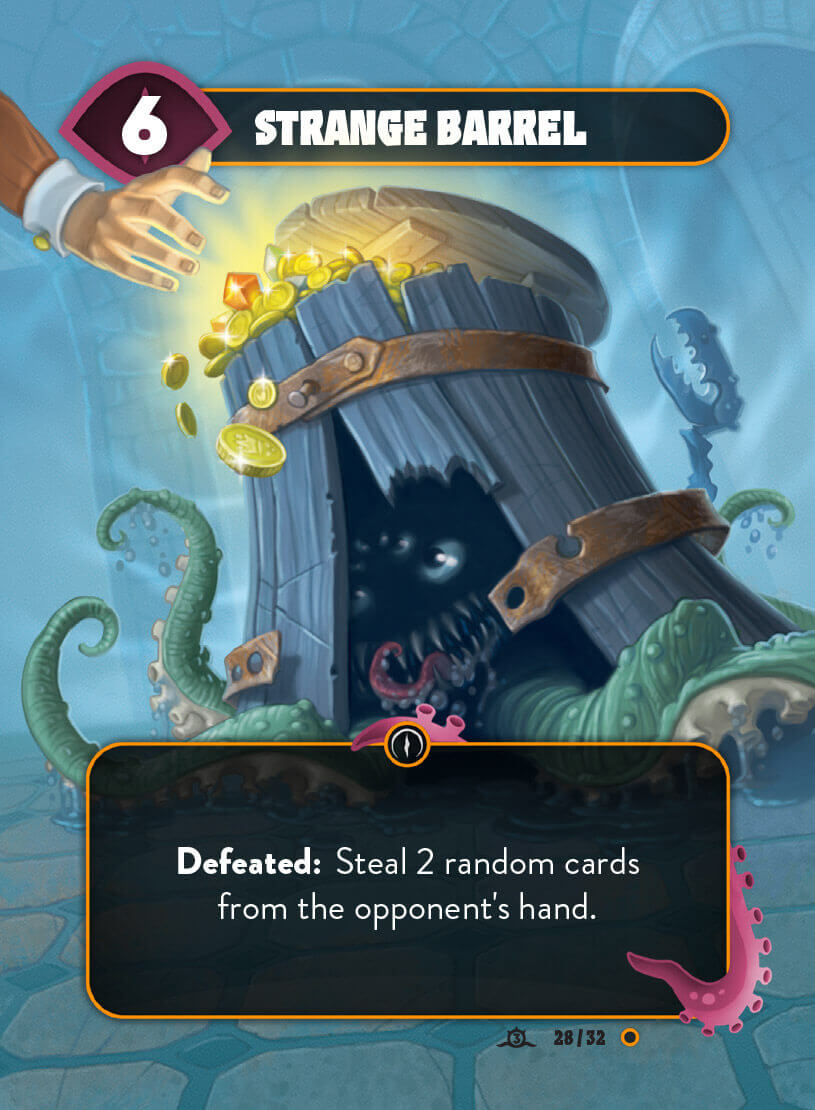 6
STRANGE BARREL
Defeated: Steal 2 random cards
from the opponent's hand.
3 28/32